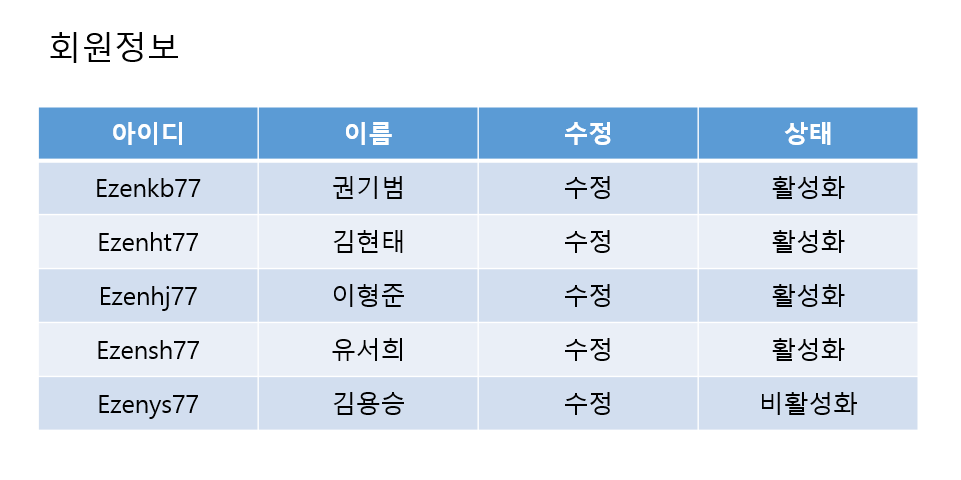 회원정보
아이디 이름 수정 상태
Ezenkb77 권기범 수정 활성화
Ezenht77 김현태 수정 활성화
Ezenhj77 이형준 수정 활성화
Ezensh77 유서희 수정 활성화
Ezenys77 김용승 수정 비활성화